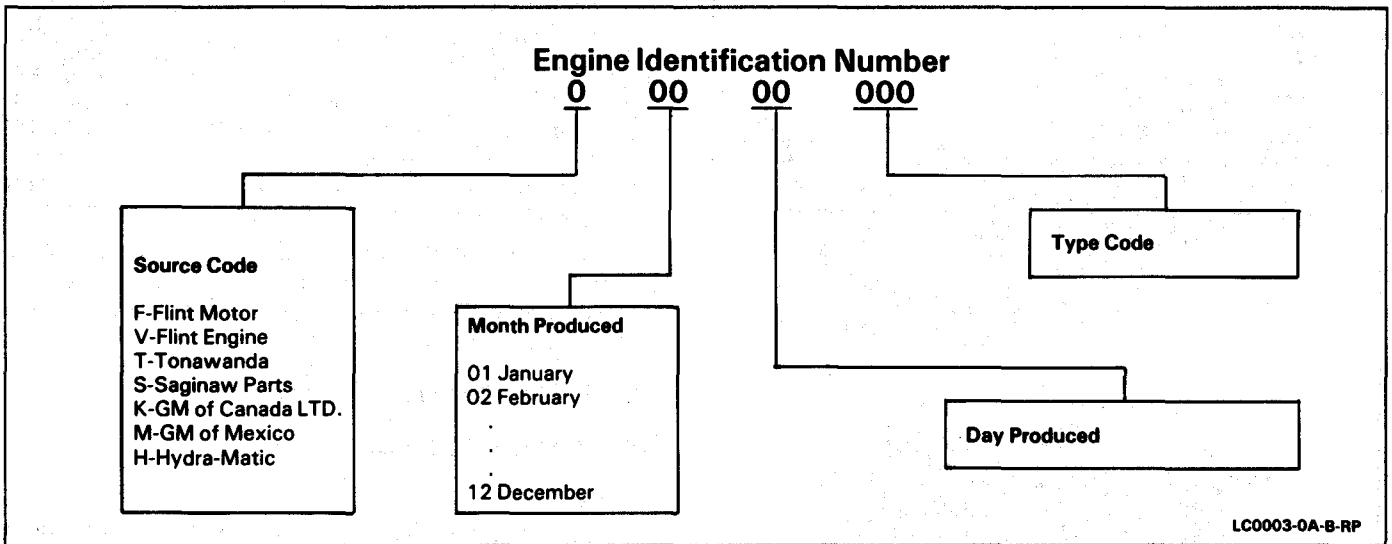 Engine Identification Number
0 00 00 000
Source Code
F-Flint Motor
V-Flint Engine
T-Tonawanda
S-Saginaw Parts
K-GM of Canada LTD.
M-GM of Mexico
H-Hydra-Matic
Month Produced
01 January
02 February
.
.
.
12 December
Type Code
Day Produced
LC0003-0A-B-RP